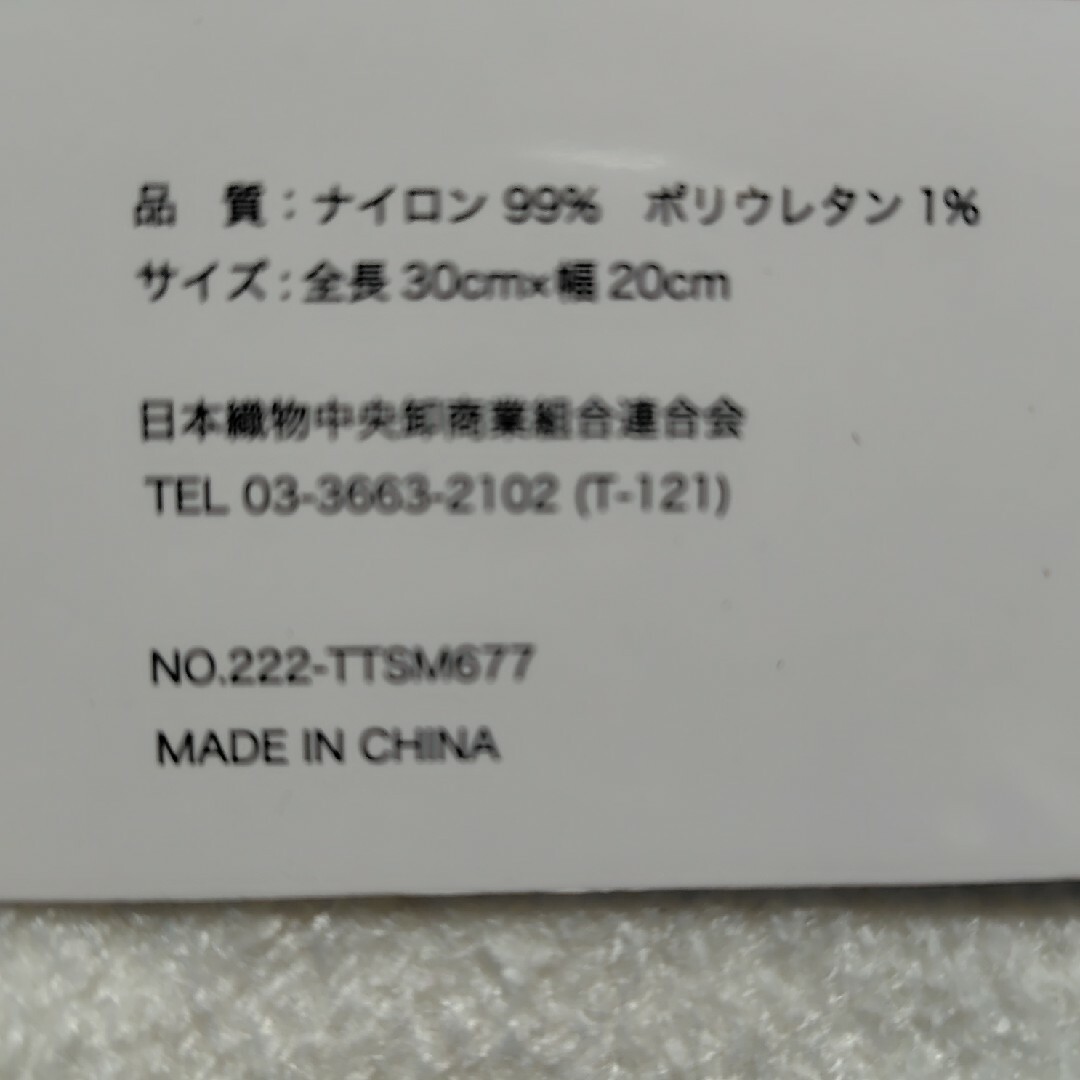 品　質：ナイロン 99%　ポリウレタン 1%
サイズ：全長 30cm×幅 20cm
日本織物中央卸商業組合連合会
TEL 03-3663-2102 (T-121)
NO.222-TTSM677
MADE IN CHINA